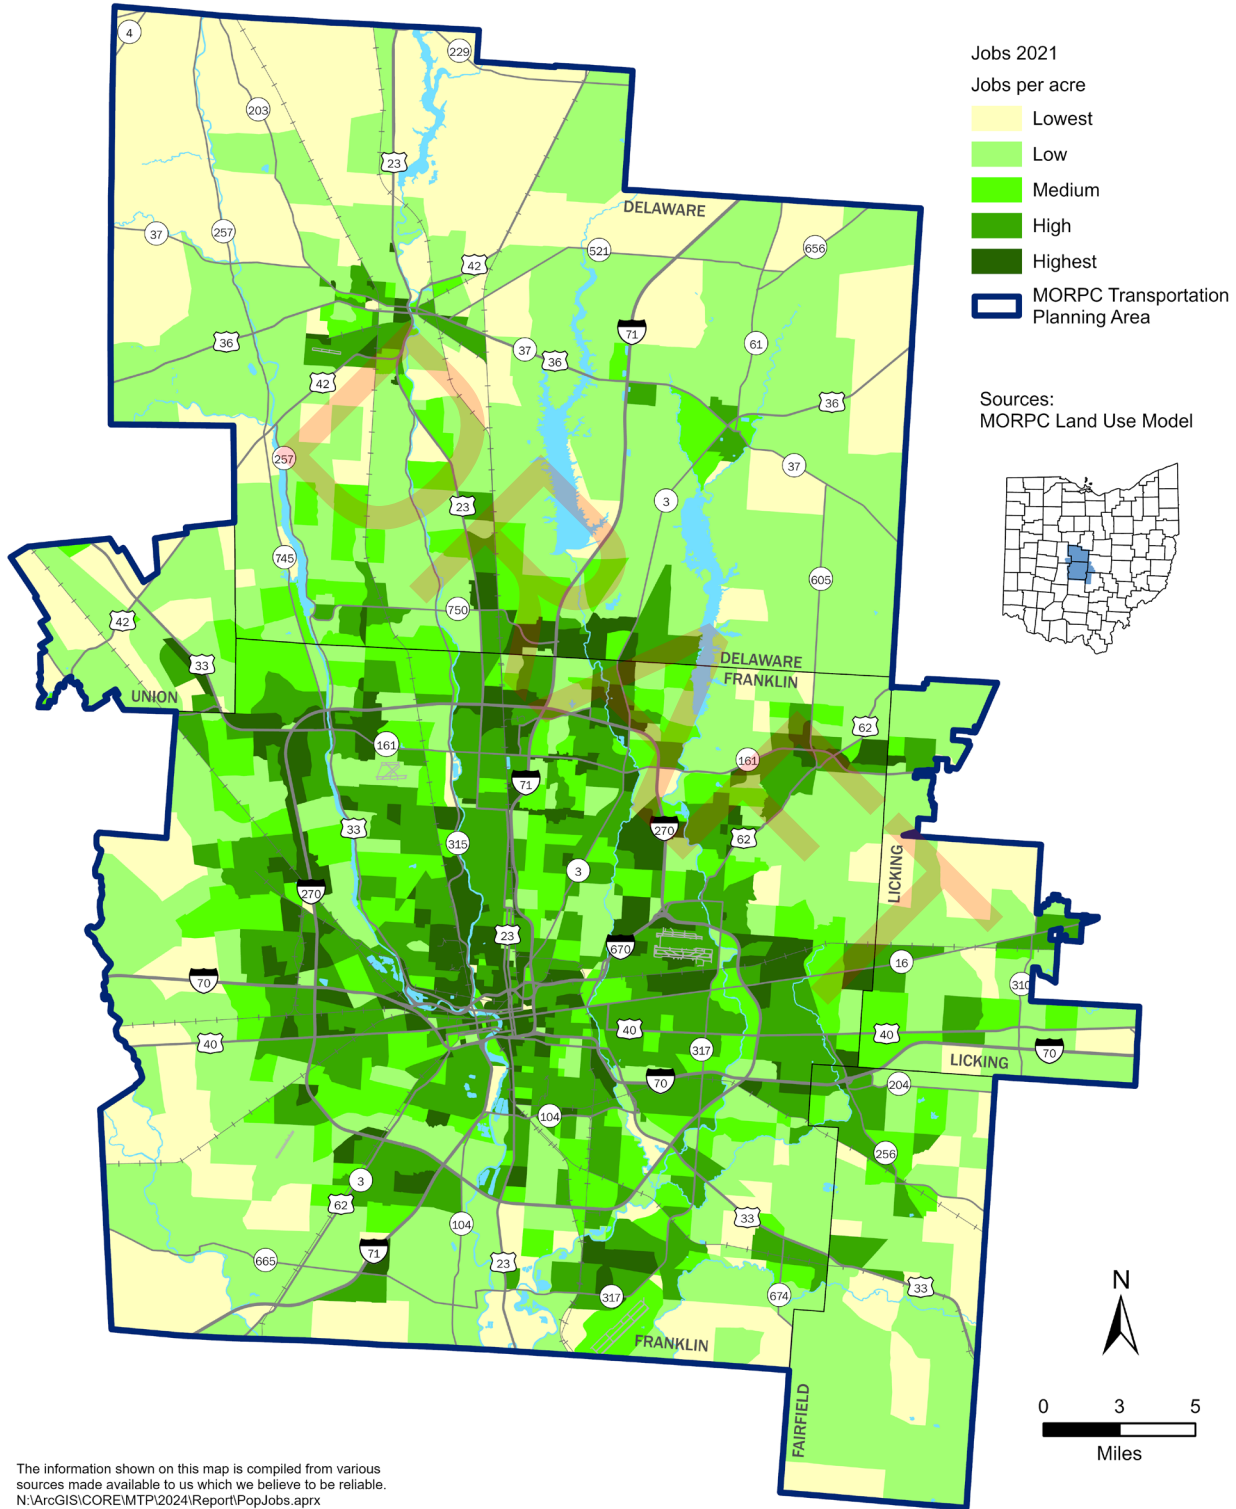 Jobs 2021
Jobs per acre
Lowest
Low
Medium
High
Highest
MORPC Transportation
Planning Area
Sources:
MORPC Land Use Model
4
229
203
23
DELAWARE
37
257
42
521
656
71
36
37
36
61
42
36
257
37
23
3
745
605
750
42
33
DELAWARE
FRANKLIN
UNION
62
161
161
71
33
270
62
315
LICKING
3
270
23
670
16
70
310
40
40
40
317
LICKING
70
70
204
104
256
3
62
33
104
71
665
23
33
317
674
FRANKLIN
FAIRFIELD
DRAFT
N
0 3 5
Miles
The information shown on this map is compiled from various
sources made available to us which we believe to be reliable.
N:\ArcGIS\CORE\MTP\2024\Report\PopJobs.aprx